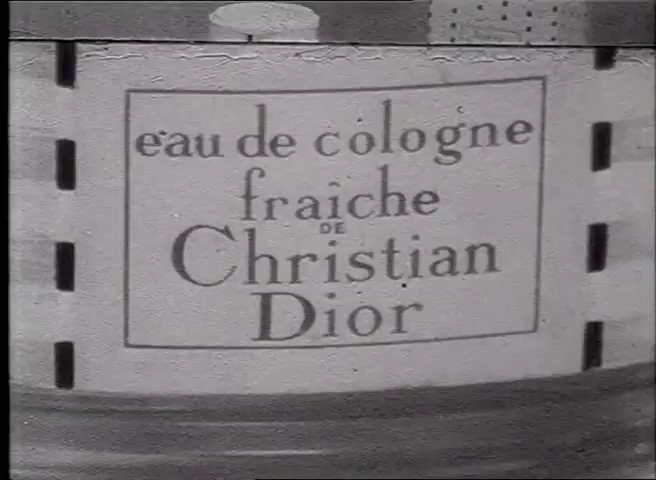 eau de cologne
fraiche
DE
Christian
Dior